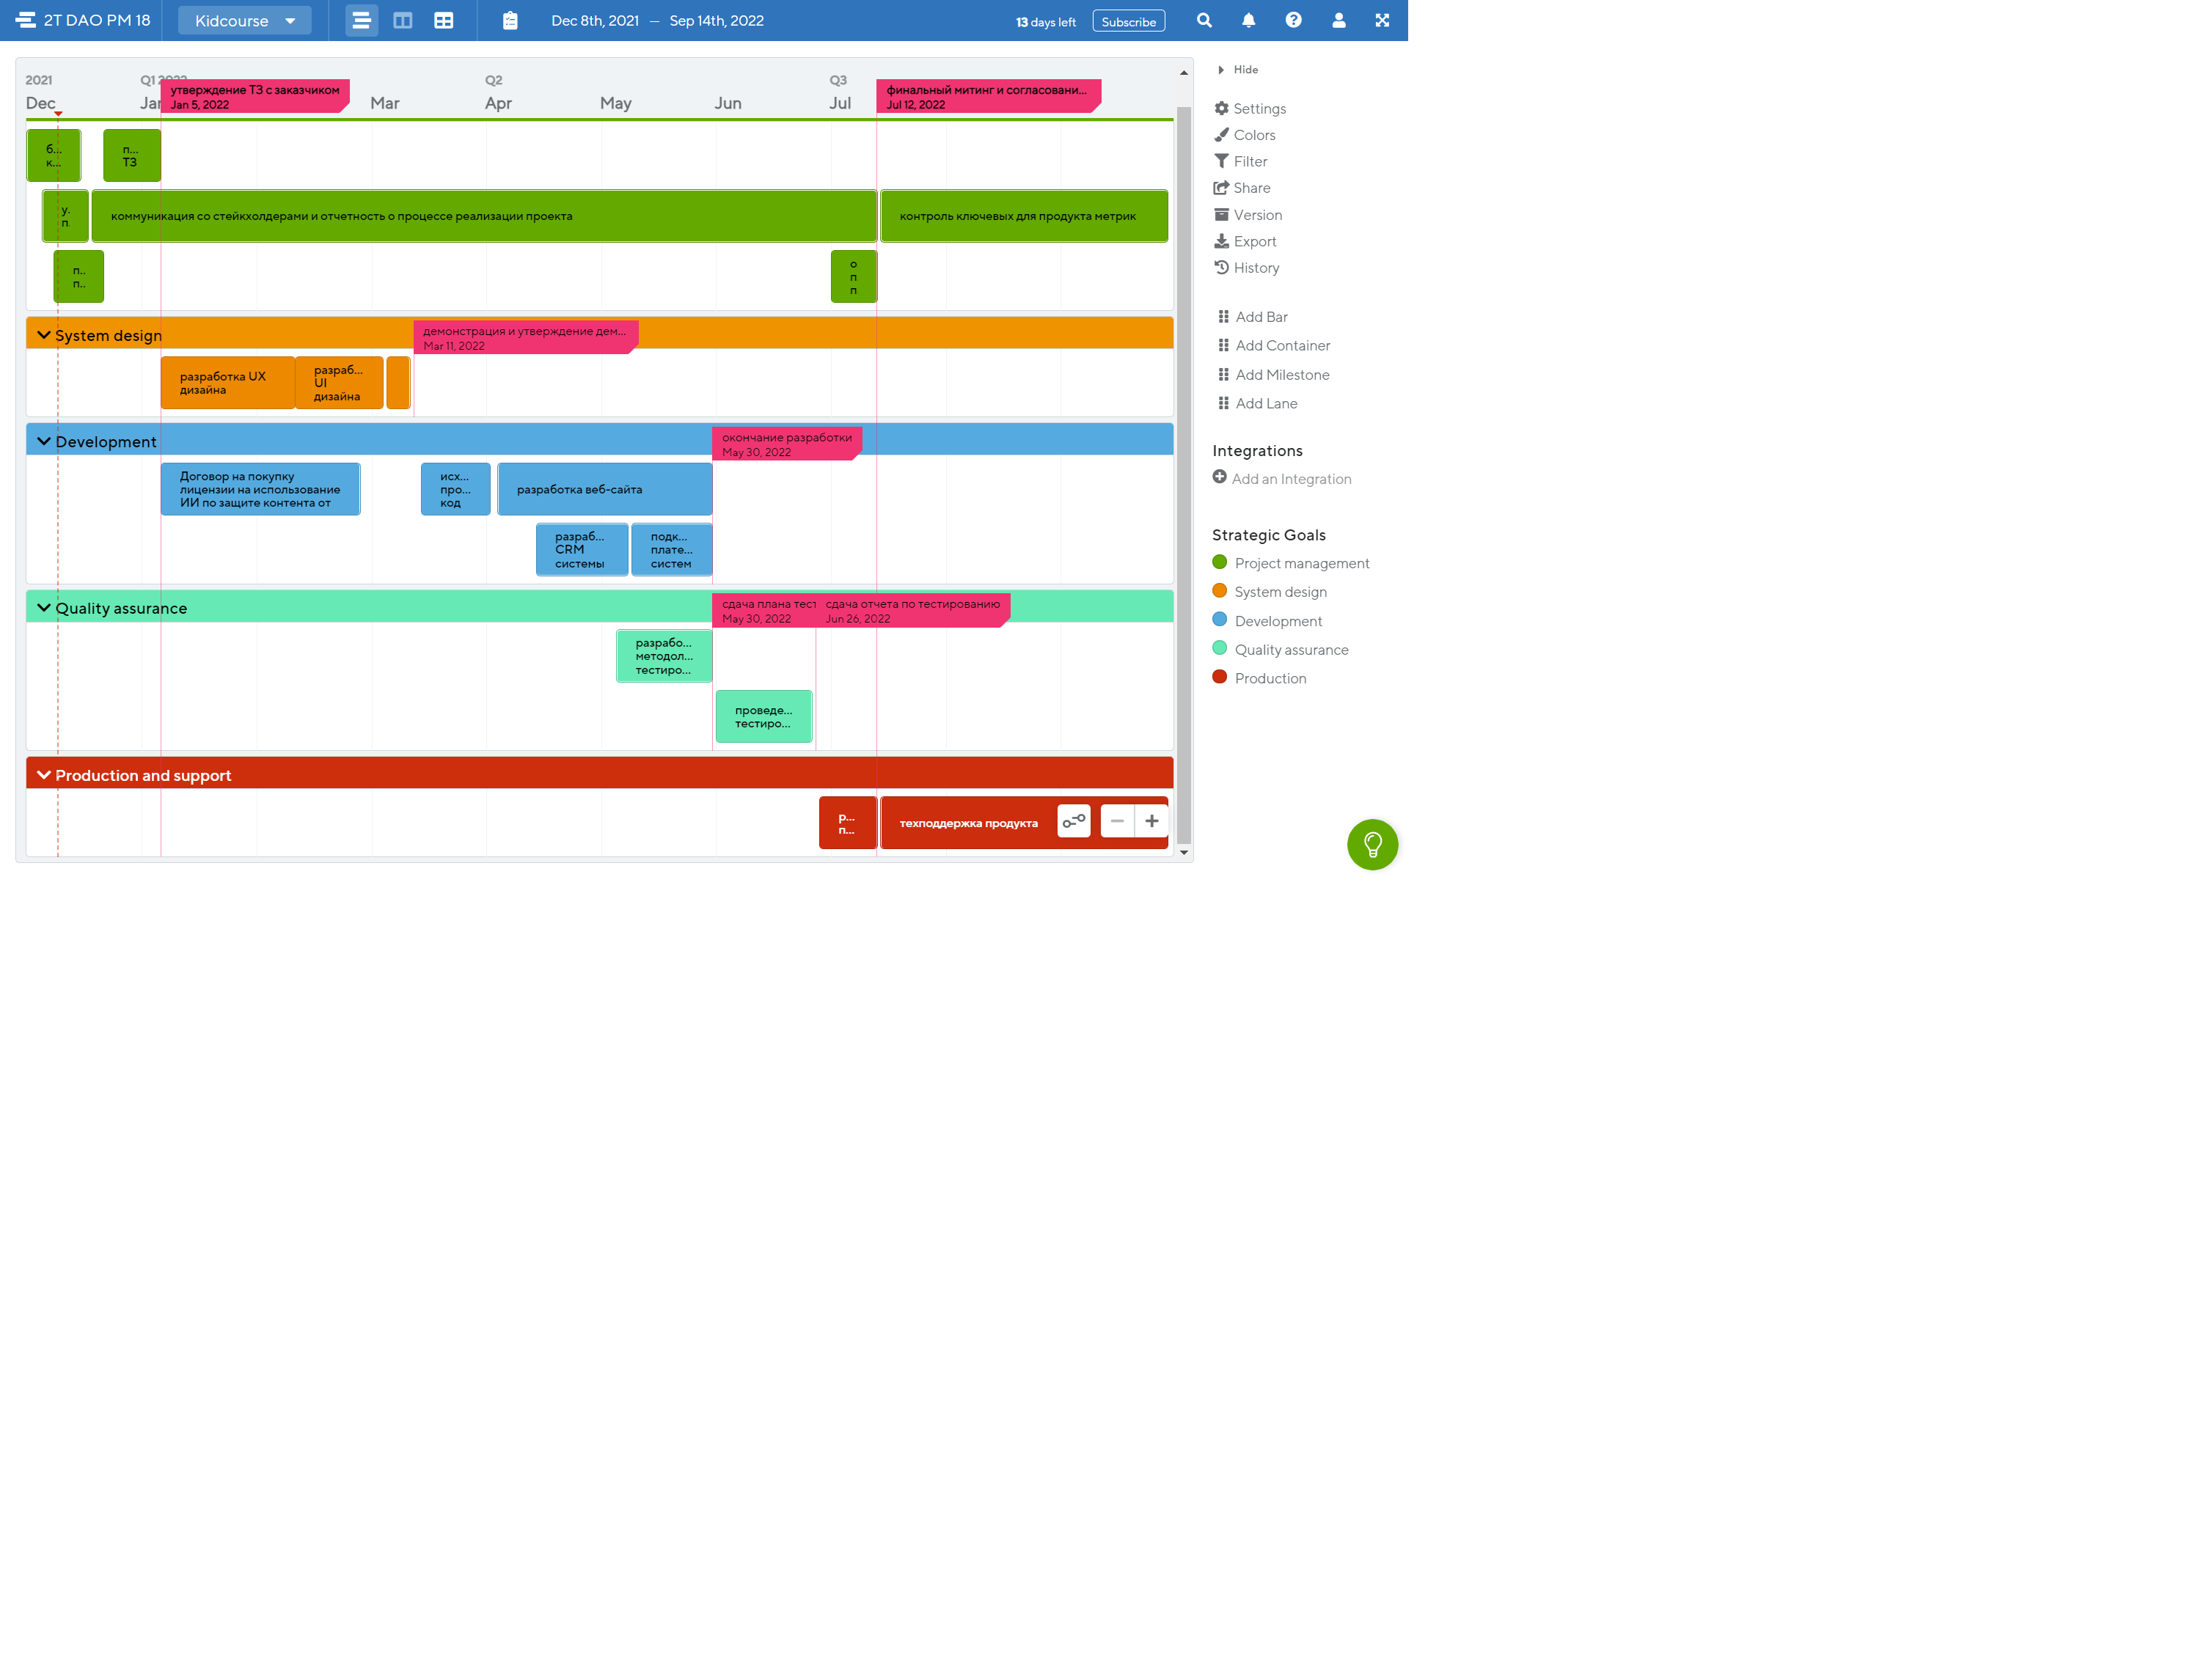 2T DAO PM 18
Kidcourse
Dec 8th, 2021 — Sep 14th, 2022
13 days left
Subscribe
2021
Q1 2022
Q2
Q3
Dec
Jan
Mar
Apr
May
Jun
Jul
утверждение ТЗ с заказчиком
Jan 5, 2022
финальный митинг и согласовани...
Jul 12, 2022
б...
к...
п...
ТЗ
у.
п.
коммуникация со стейкхолдерами и отчетность о процессе реализации проекта
контроль ключевых для продукта метрик
п..
п..
о
п
п
System design
демонстрация и утверждение дем...
Mar 11, 2022
разработка UX
дизайна
разраб...
UI
дизайна
Development
окончание разработки
May 30, 2022
Договор на покупку
лицензии на использование
ИИ по защите контента от
исх...
про...
код
разработка веб-сайта
разраб...
CRM
системы
подк...
плате...
систем
Quality assurance
сдача плана тест
May 30, 2022
сдача отчета по тестированию
Jun 26, 2022
разрабо...
методол...
тестиро...
проведе...
тестиро...
Production and support
р...
п...
техподдержка продукта
Hide
Settings
Colors
Filter
Share
Version
Export
History
Add Bar
Add Container
Add Milestone
Add Lane
Integrations
Add an Integration
Strategic Goals
Project management
System design
Development
Quality assurance
Production